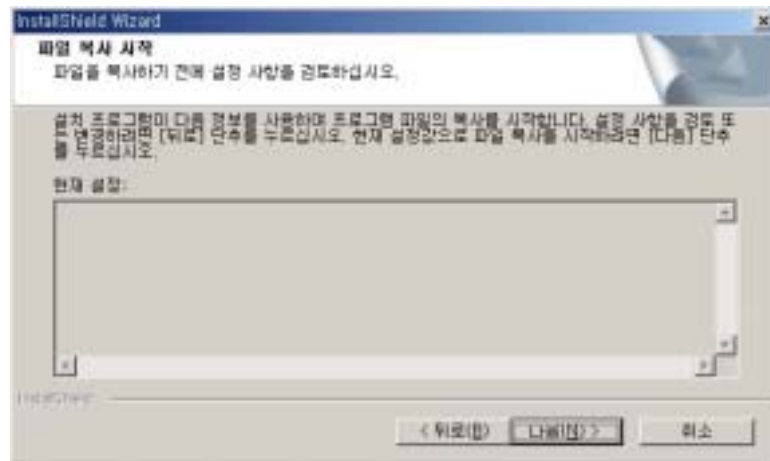 InstallShield Wizard
파일 복사 시작
파일을 복사하기 전에 설정 사항을 검토하십시오.
설치 프로그램이 다음 정보를 사용하여 프로그램 파일의 복사를 시작합니다. 설정 사항을 검토 또
는 변경하려면 [뒤로] 단추를 누르십시오. 현재 설정값으로 파일 복사를 시작하려면 [다음] 단추
를 누르십시오.
현재 설정:
InstallShield
< 뒤로(B)
다음(N) >
취소